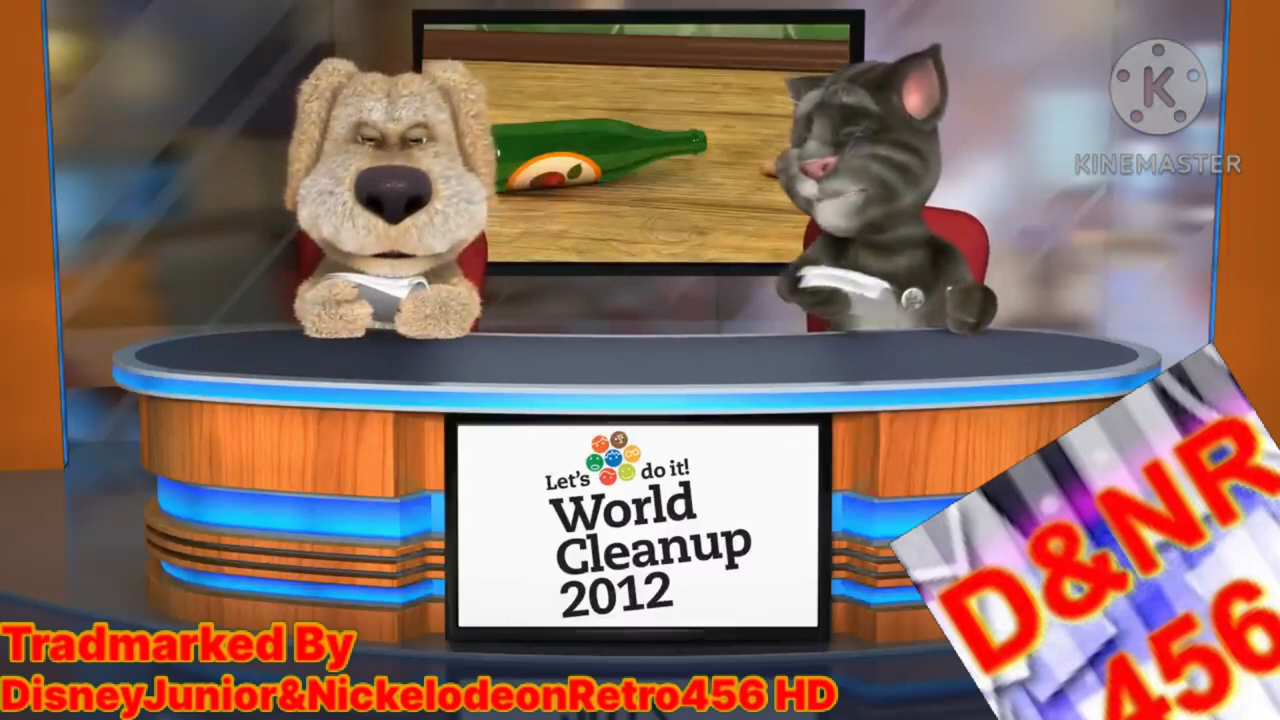 K
KINEMASTER
Let's do it!
World
Cleanup
2012
D&NR
456
Tradmarked By
DisneyJunior&NickelodeonRetro456 HD